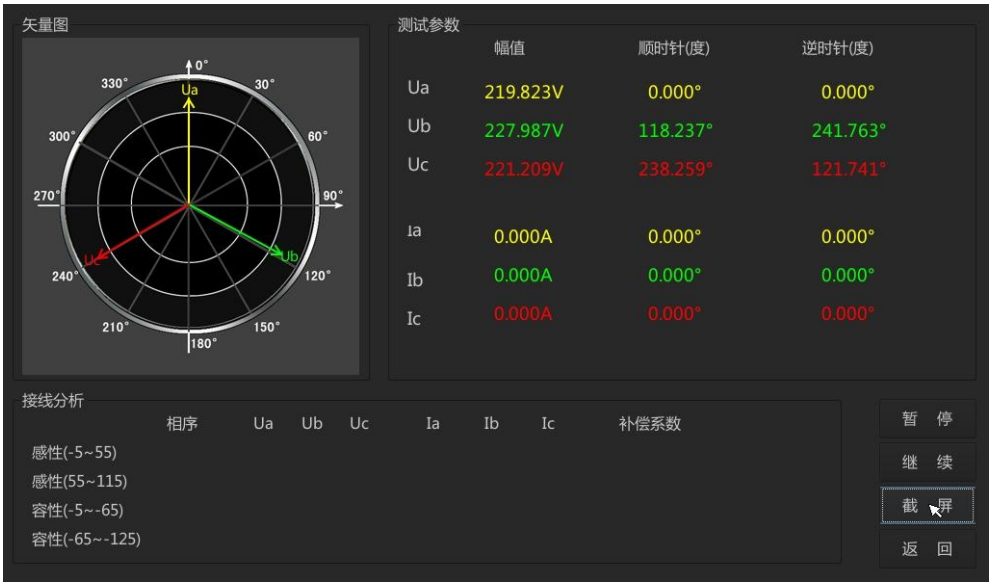 矢量图
0°
330°
Ua
30°
300°
60°
270°
90°
Uc
Ub
240°
120°
210°
150°
180°
测试参数
幅值 顺时针(度) 逆时针(度)
Ua 219.823V 0.000° 0.000°
Ub 227.987V 118.237° 241.763°
Uc 221.209V 238.259° 121.741°
Ia 0.000A 0.000° 0.000°
Ib 0.000A 0.000° 0.000°
Ic 0.000A 0.000° 0.000°
接线分析
相序 Ua Ub Uc Ia Ib Ic 补偿系数
感性(-5~55)
感性(55~115)
容性(-5~-65)
容性(-65~-125)
暂 停
继 续
截 屏
返 回